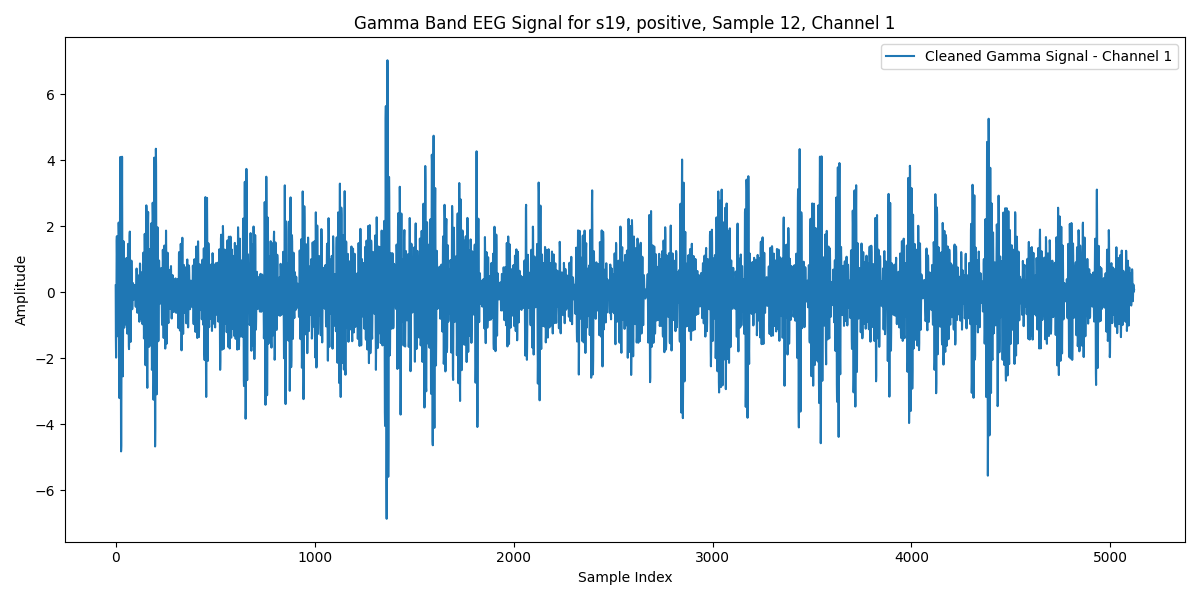 Gamma Band EEG Signal for s19, positive, Sample 12, Channel 1
Cleaned Gamma Signal - Channel 1
Amplitude
6
4
2
0
−2
−4
−6
0 1000 2000 3000 4000 5000
Sample Index